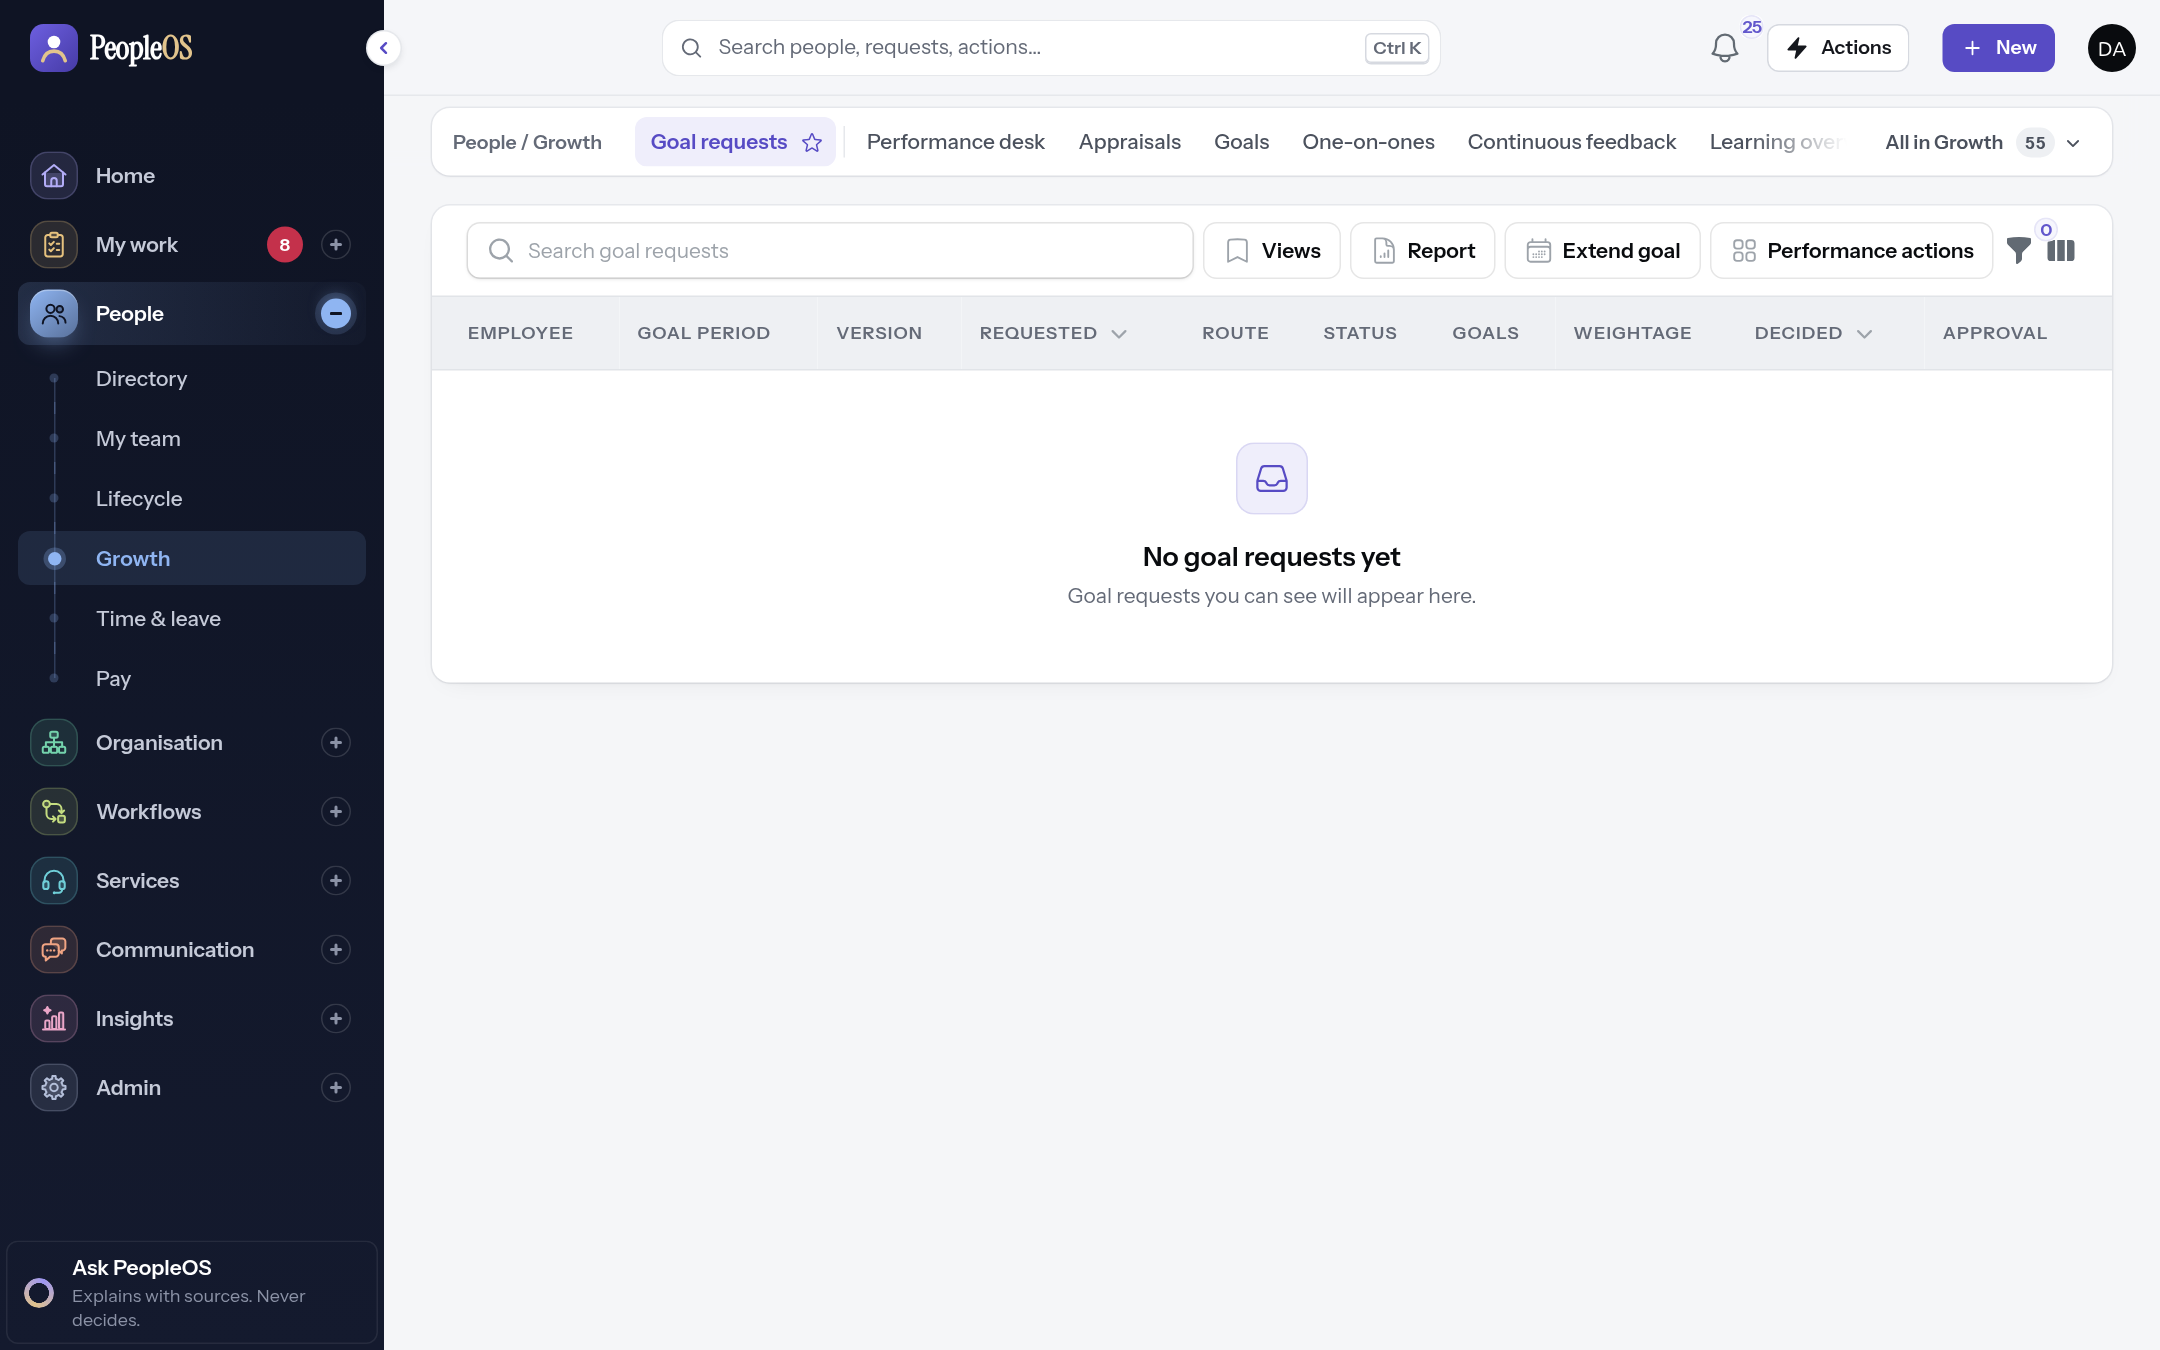 PeopleOS
Search people, requests, actions...
Ctrl K
25
Actions
New
DA
Home
My work
8
People
Directory
My team
Lifecycle
Growth
Time & leave
Pay
Organisation
Workflows
Services
Communication
Insights
Admin
Ask PeopleOS
Explains with sources. Never
decides.
People / Growth
Goal requests
Performance desk
Appraisals
Goals
One-on-ones
Continuous feedback
Learning over
All in Growth
55
Search goal requests
Views
Report
Extend goal
Performance actions
0
EMPLOYEE
GOAL PERIOD
VERSION
REQUESTED
ROUTE
STATUS
GOALS
WEIGHTAGE
DECIDED
APPROVAL
No goal requests yet
Goal requests you can see will appear here.